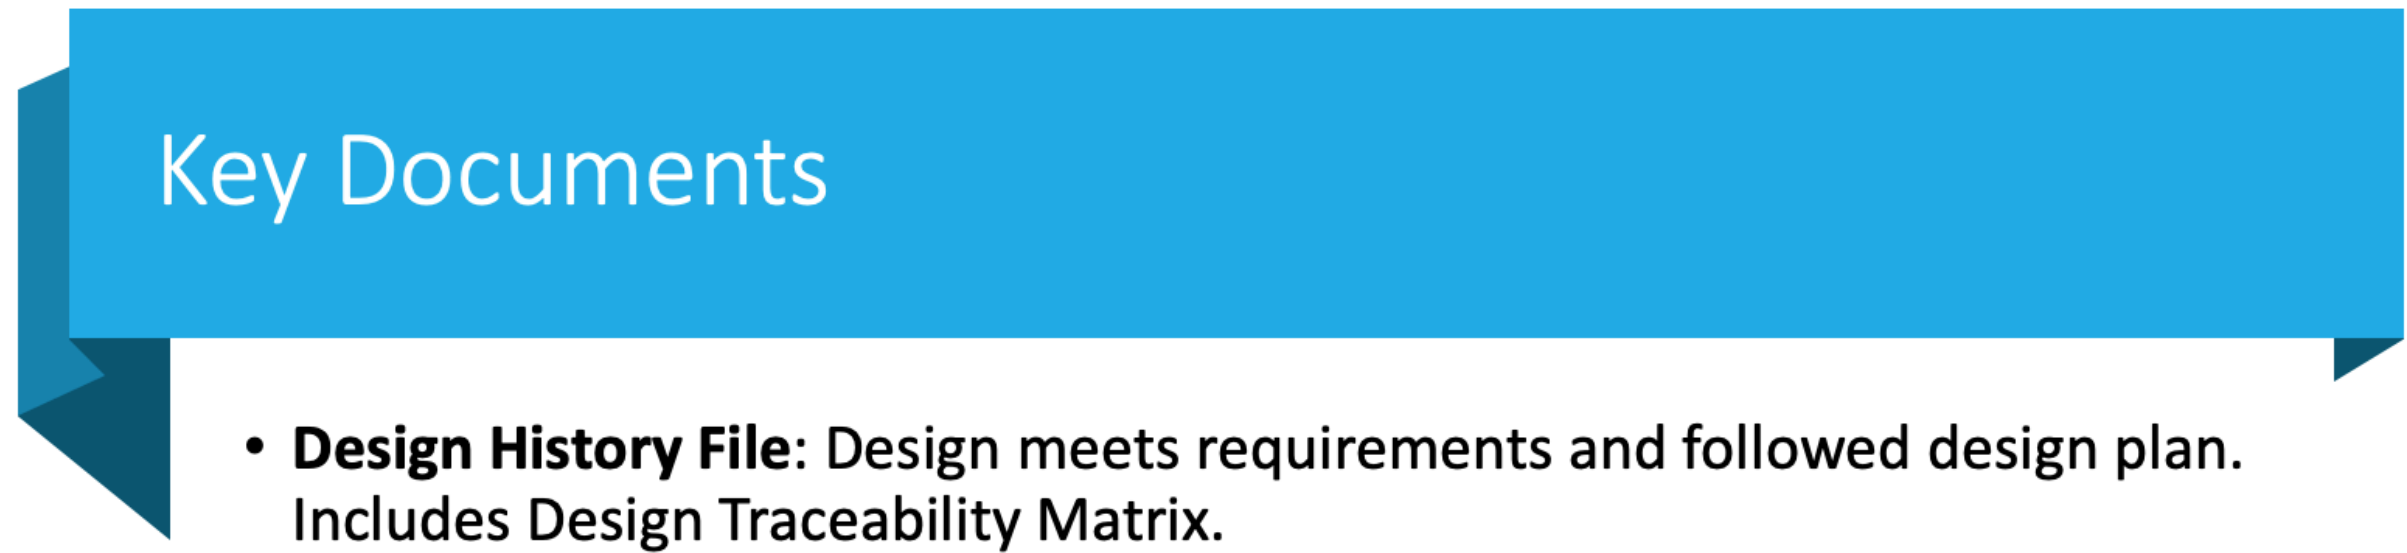 Key Documents
• Design History File: Design meets requirements and followed design plan.
Includes Design Traceability Matrix.